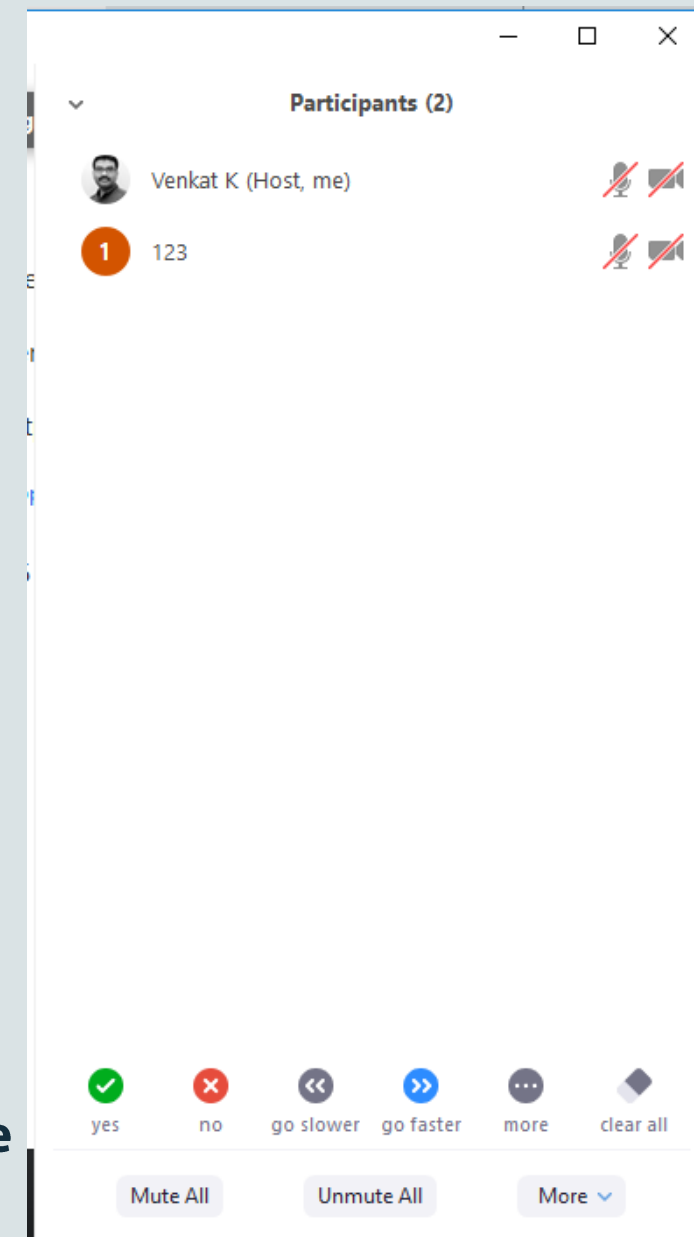 Participants (2)
Venkat K (Host, me)
1 123
yes no go slower go faster more clear all
e
Mute All Unmute All More